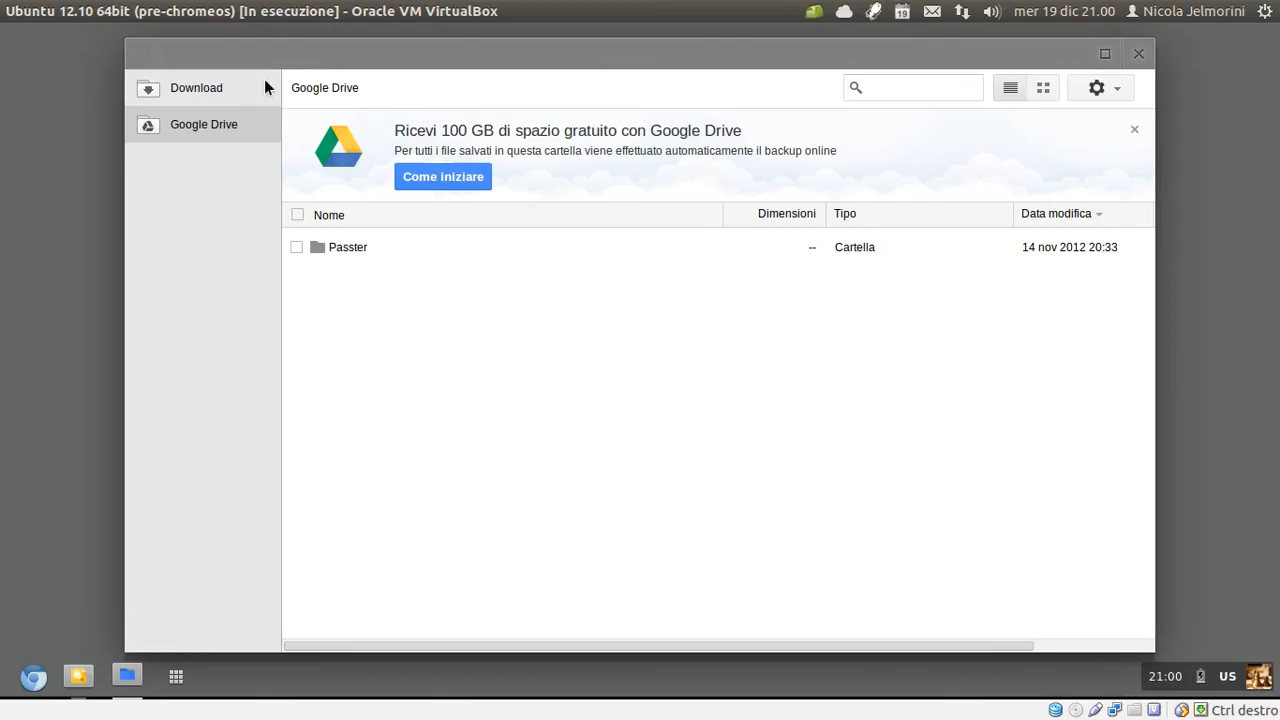 Ubuntu 12.10 64bit (pre-chromeos) [In esecuzione] - Oracle VM VirtualBox
19
mer 19 dic 21.00
Nicola Jelmorini
Download
Google Drive
Google Drive
Ricevi 100 GB di spazio gratuito con Google Drive
Per tutti i file salvati in questa cartella viene effettuato automaticamente il backup online
Come iniziare
Nome Dimensioni Tipo Data modifica
Passter -- Cartella 14 nov 2012 20:33
21:00 US
Ctrl destro